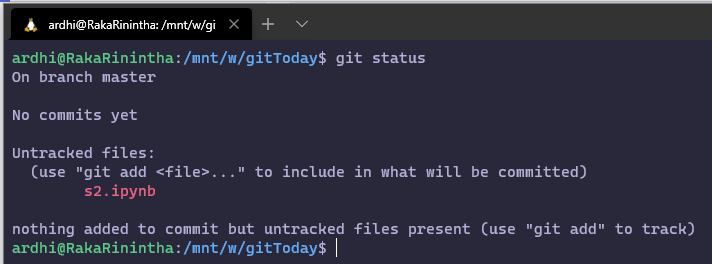 ardhi@RakaRinintha: /mnt/w/gi
ardhi@RakaRinintha:/mnt/w/gitToday$ git status
On branch master
No commits yet
Untracked files:
  (use "git add <file>..." to include in what will be committed)
        s2.ipynb
nothing added to commit but untracked files present (use "git add" to track)
ardhi@RakaRinintha:/mnt/w/gitToday$